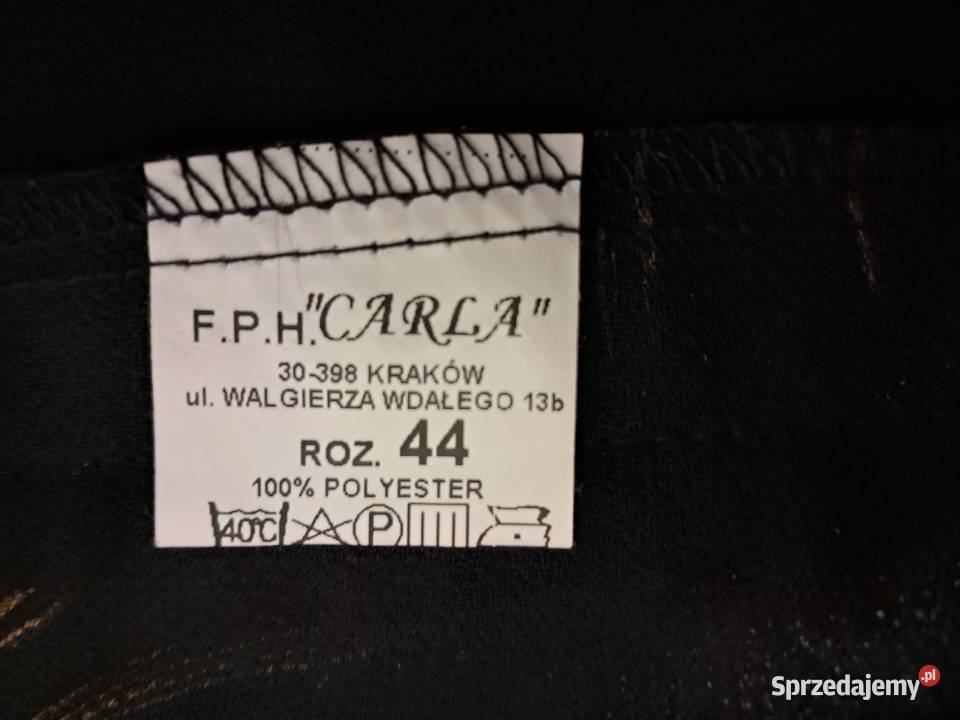 F.P.H. "CARLA"
30-398 KRAKÓW
ul. WALGIERZA WDAŁEGO 13b
ROZ. 44
100% POLYESTER
40°C P
Sprzedajemy.pl